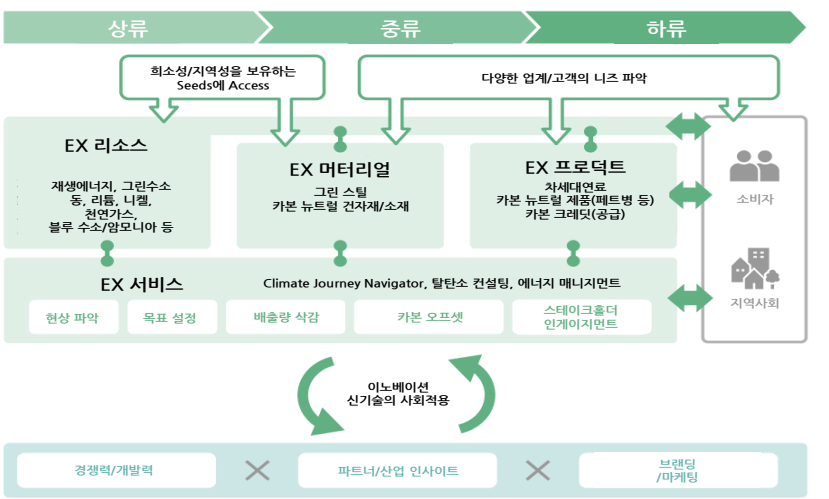 상류
중류
하류
희소성/지역성을 보유하는
Seeds에 Access
다양한 업계/고객의 니즈 파악
EX 리소스
재생에너지, 그린수소
동, 리튬, 니켈,
천연가스,
블루 수소/암모니아 등
EX 머터리얼
그린 스틸
카본 뉴트럴 건자재/소재
EX 프로덕트
차세대연료
카본 뉴트럴 제품(페트병 등)
카본 크레딧(공급)
소비자
지역사회
EX 서비스
Climate Journey Navigator, 탈탄소 컨설팅, 에너지 매니지먼트
현상 파악
목표 설정
배출량 삭감
카본 오프셋
스테이크홀더
인게이지먼트
이노베이션
신기술의 사회적용
경쟁력/개발력
파트너/산업 인사이트
브랜딩
/마케팅